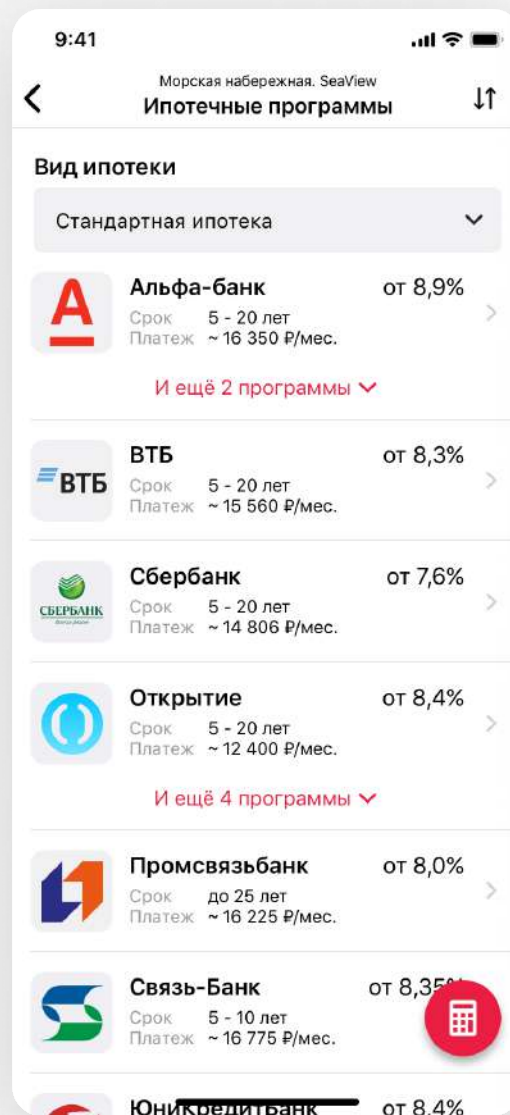 9:41
Морская набережная. SeaView
Ипотечные программы
Вид ипотеки
Стандартная ипотека
А
Альфа-банк от 8,9%
Срок 5 - 20 лет
Платеж ~ 16 350 ₽/мес.
И ещё 2 программы
ВТБ
ВТБ от 8,3%
Срок 5 - 20 лет
Платеж ~ 15 560 ₽/мес.
СБЕРБАНК
Сбербанк от 7,6%
Срок 5 - 20 лет
Платеж ~ 14 806 ₽/мес.
Открытие от 8,4%
Срок 5 - 20 лет
Платеж ~ 12 400 ₽/мес.
И ещё 4 программы
Промсвязьбанк от 8,0%
Срок до 25 лет
Платеж ~ 16 225 ₽/мес.
Связь-Банк от 8,35%
Срок 5 - 10 лет
Платеж ~ 16 775 ₽/мес.
ЮниКредитБанк от 8,4%